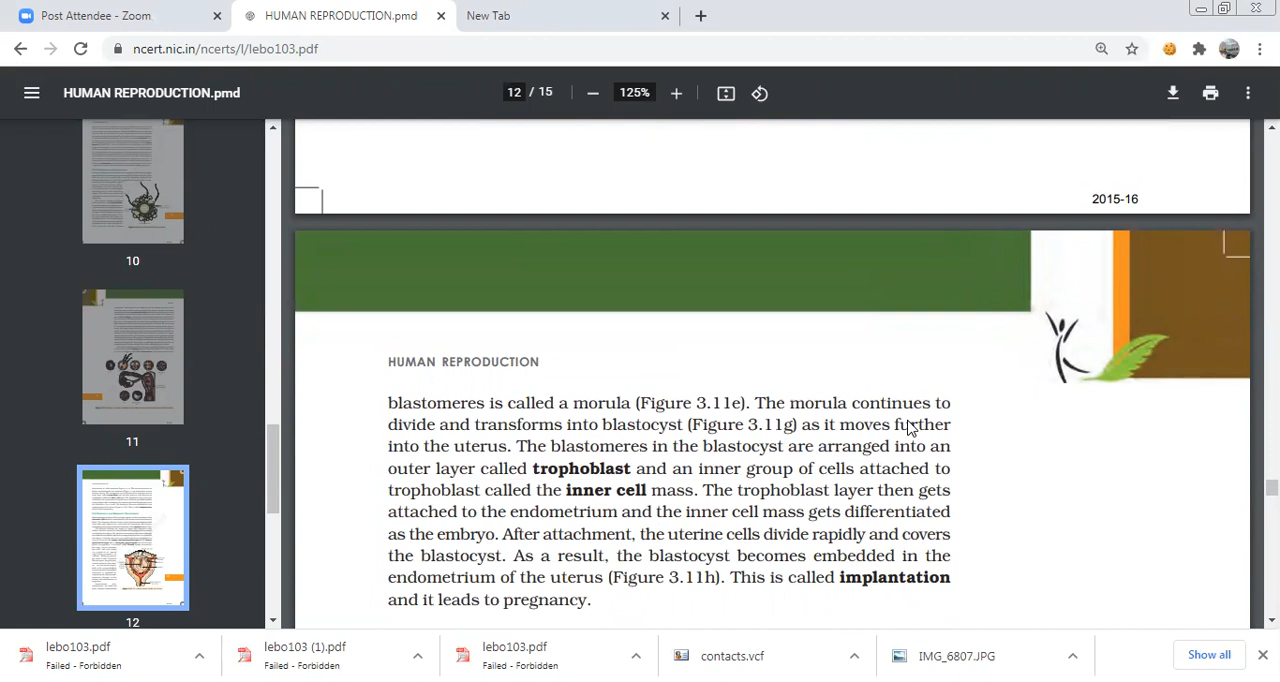 Post Attendee - Zoom
HUMAN REPRODUCTION.pmd
New Tab
ncert.nic.in/ncerts/l/lebo103.pdf
HUMAN REPRODUCTION.pmd
12 / 15
125%
10
11
12
2015-16
HUMAN REPRODUCTION
blastomeres is called a morula (Figure 3.11e). The morula continues to
divide and transforms into blastocyst (Figure 3.11g) as it moves further
into the uterus. The blastomeres in the blastocyst are arranged into an
outer layer called trophoblast and an inner group of cells attached to
trophoblast called the inner cell mass. The trophoblast layer then gets
attached to the endometrium and the inner cell mass gets differentiated
as the embryo. After attachment, the uterine cells divide rapidly and covers
the blastocyst. As a result, the blastocyst becomes embedded in the
endometrium of the uterus (Figure 3.11h). This is called implantation
and it leads to pregnancy.
lebo103.pdf
Failed - Forbidden
lebo103 (1).pdf
Failed - Forbidden
lebo103.pdf
Failed - Forbidden
contacts.vcf
IMG_6807.JPG
Show all